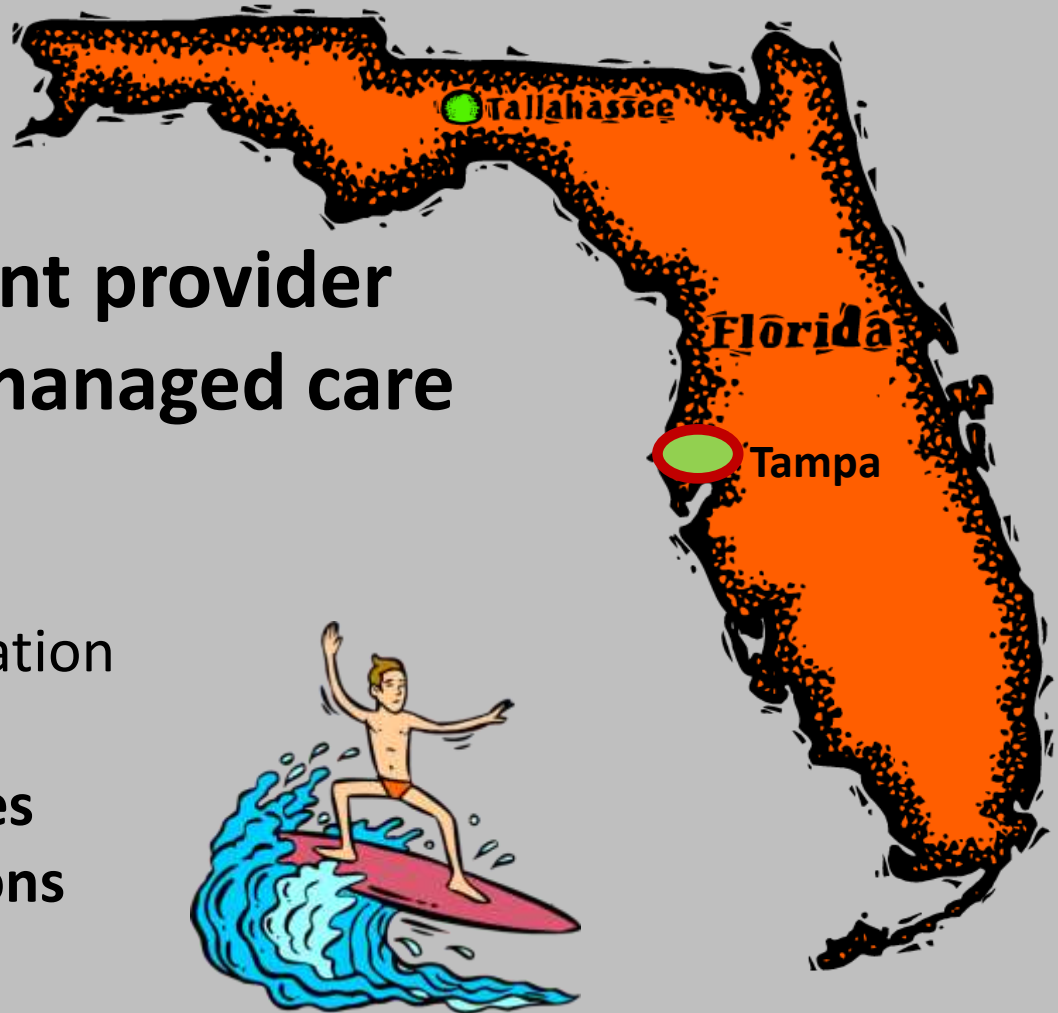 Tallahassee
nt provider
Florida
nanaged care
Tampa
ation
es
ons